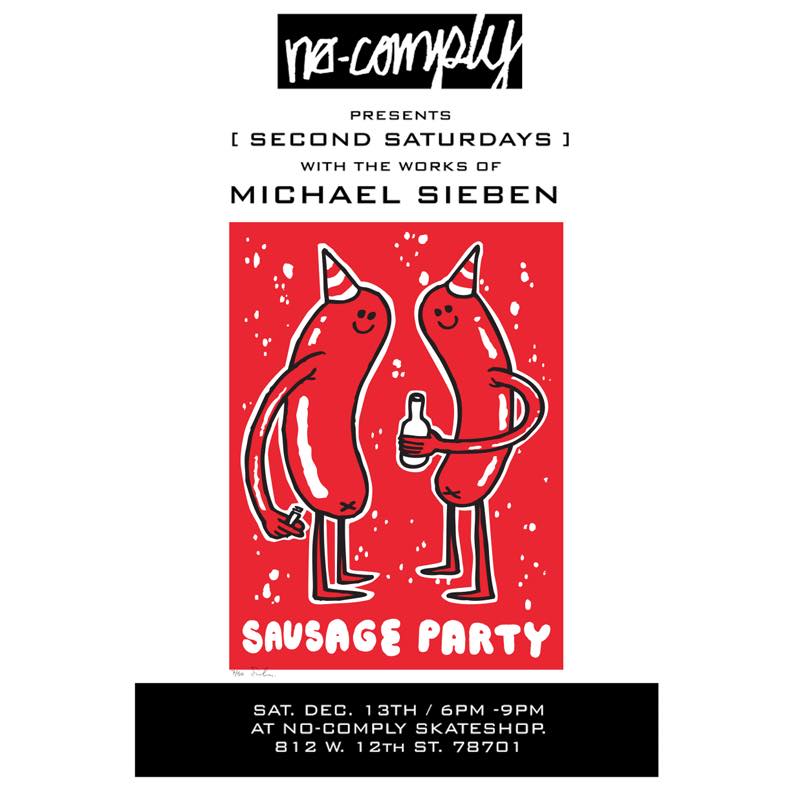 no-comply
PRESENTS
[ SECOND SATURDAYS ]
WITH THE WORKS OF
MICHAEL SIEBEN
SAUSAGE PARTY
SAT. DEC. 13TH / 6PM -9PM
AT NO-COMPLY SKATESHOP.
812 W. 12TH ST. 78701